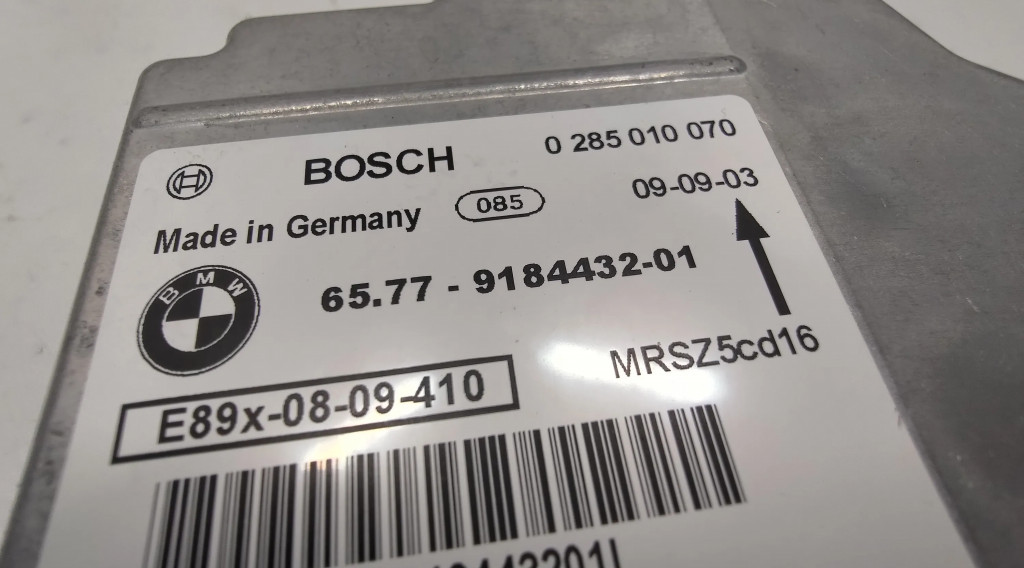 BOSCH 0 285 010 070
Made in Germany 085 09-09-03
BMW 65.77 - 9184432-01
MRSZ5cd16
E89x-08-09-410